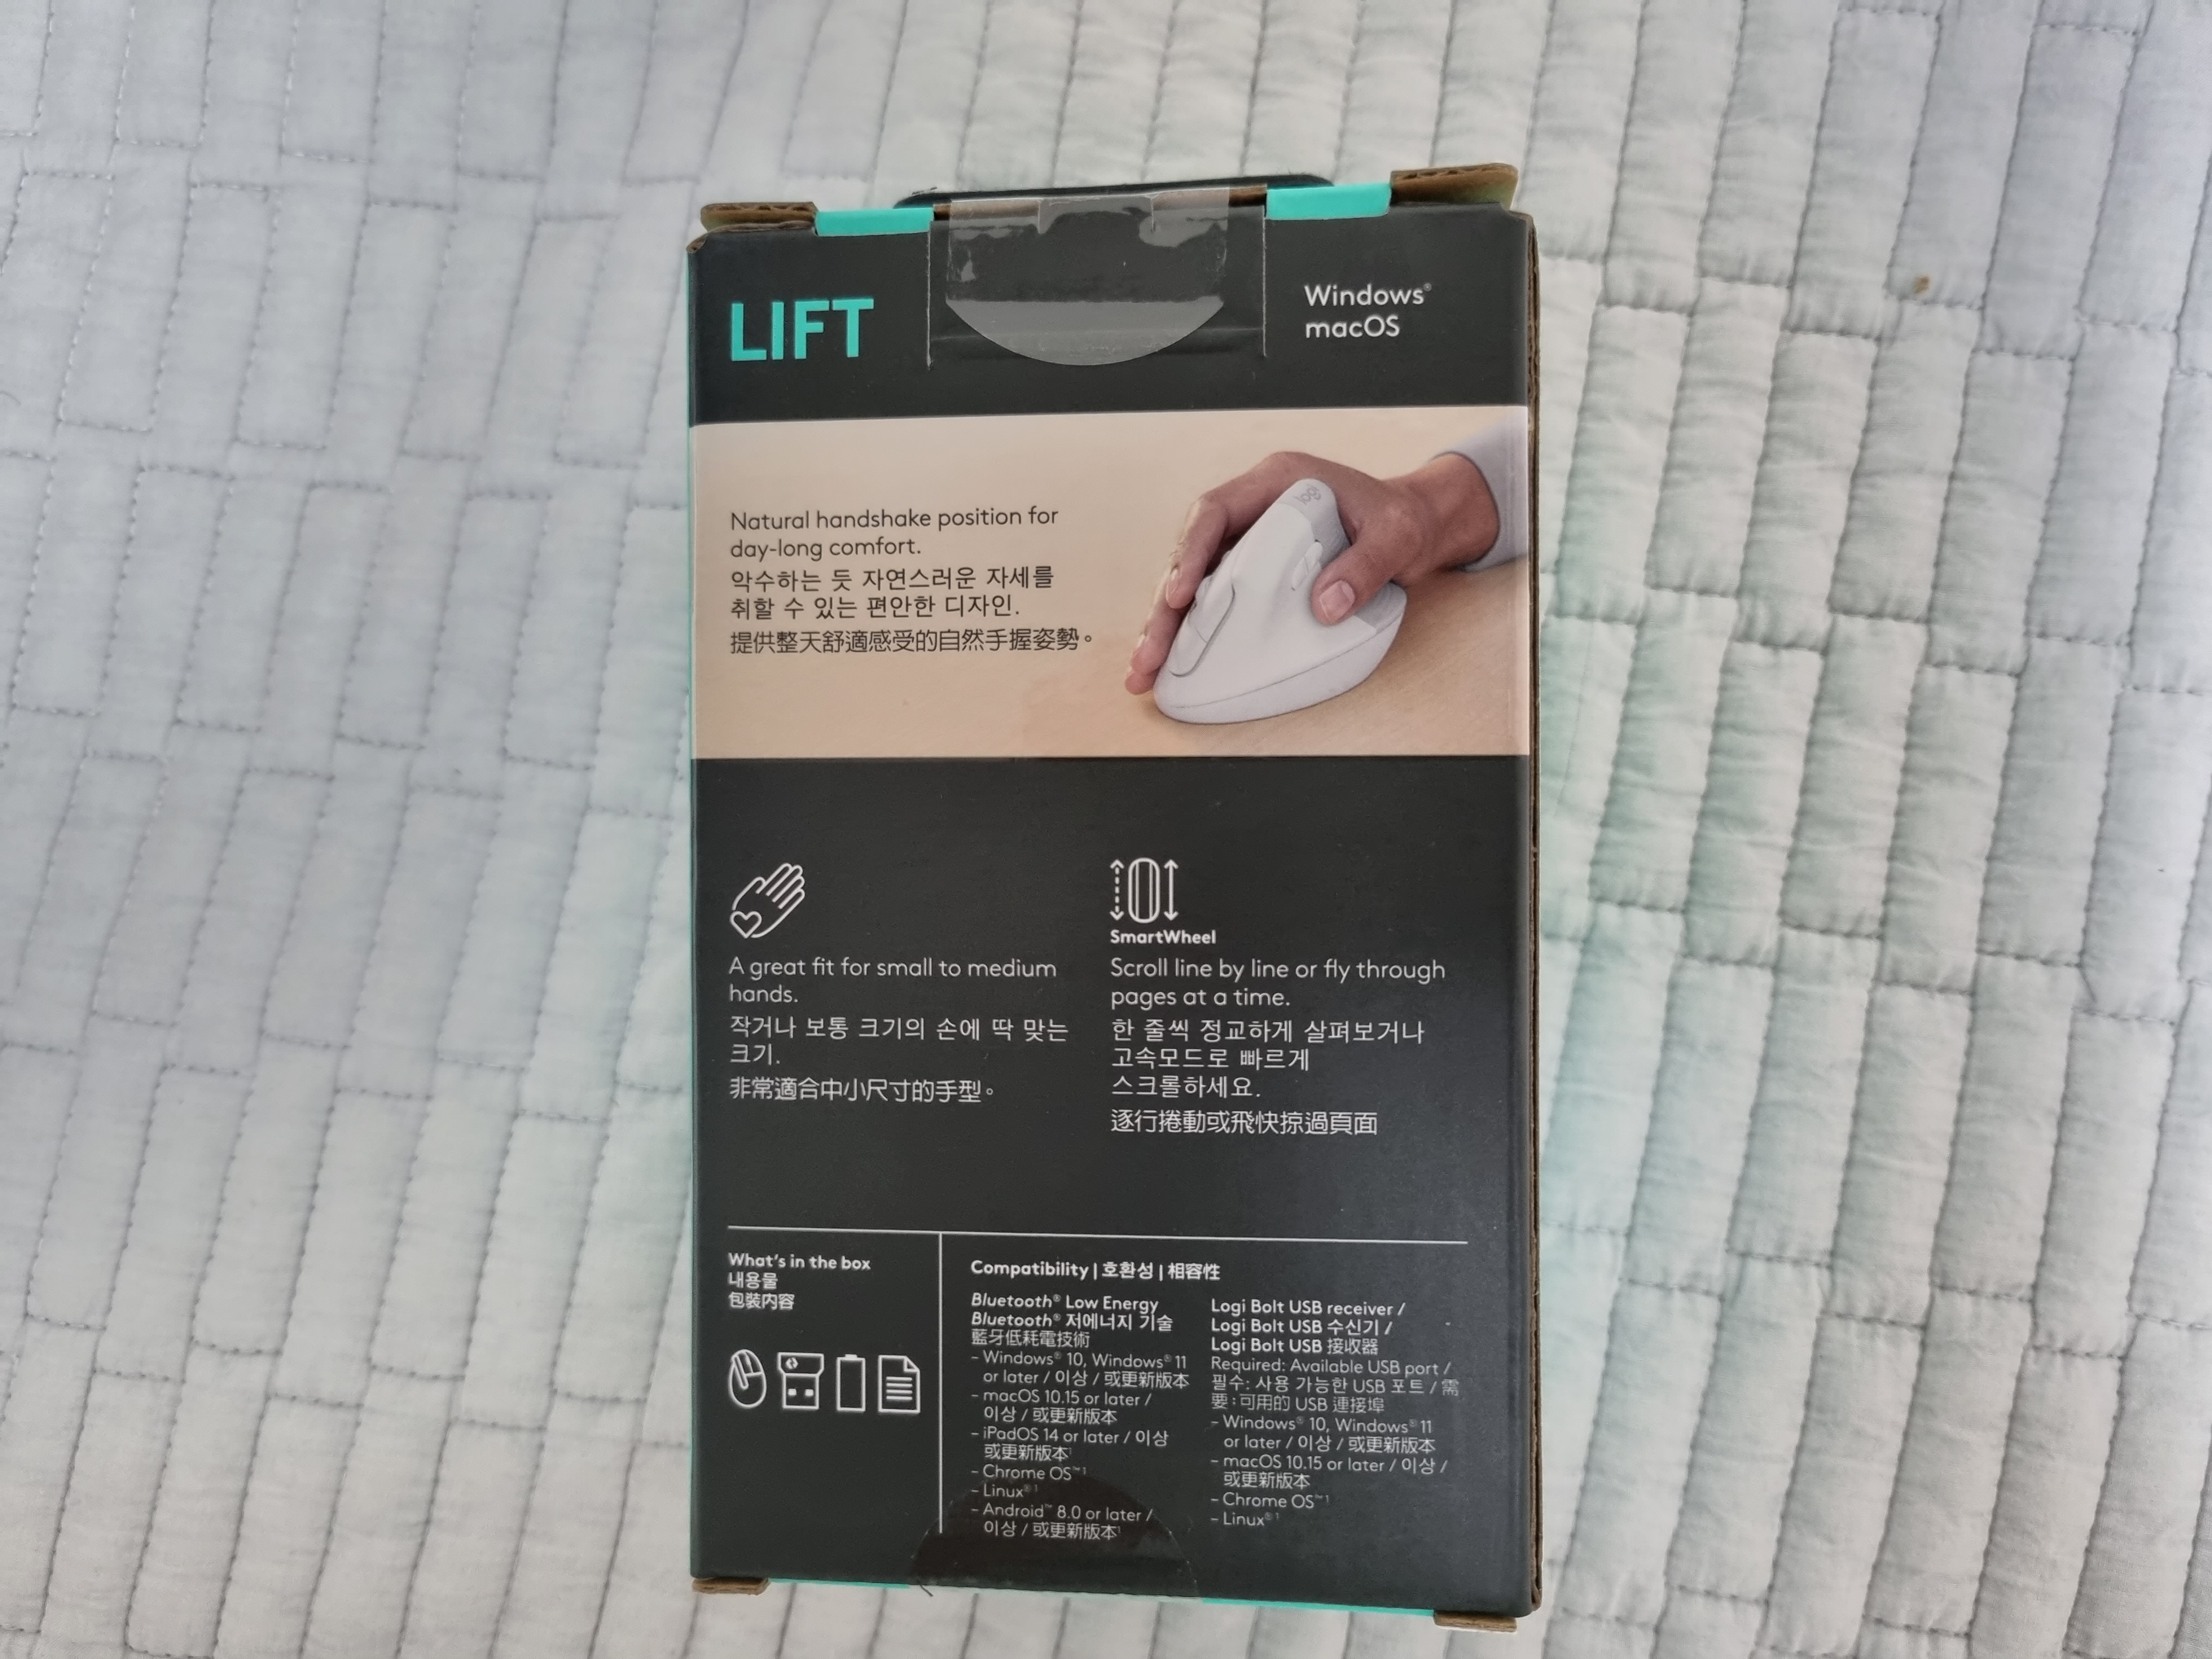 LIFT
Windows®
macOS
logi
Natural handshake position for
day-long comfort.
악수하는 듯 자연스러운 자세를
취할 수 있는 편안한 디자인.
提供整天舒適感受的自然手握姿勢。
A great fit for small to medium
hands.
작거나 보통 크기의 손에 딱 맞는
크기.
非常適合中小尺寸的手型。
SmartWheel
Scroll line by line or fly through
pages at a time.
한 줄씩 정교하게 살펴보거나
고속모드로 빠르게
스크롤하세요.
逐行捲動或飛快掠過頁面
What's in the box
내용물
包裝内容
Compatibility | 호환성 | 相容性
Bluetooth® Low Energy
Bluetooth® 저에너지 기술
藍牙低耗電技術
- Windows® 10, Windows® 11
or later / 이상 / 或更新版本
- macOS 10.15 or later /
이상 / 或更新版本
- iPadOS 14 or later / 이상
或更新版本¹
- Chrome OS™¹
- Linux®¹
- Android™ 8.0 or later /
이상 / 或更新版本¹
Logi Bolt USB receiver /
Logi Bolt USB 수신기 /
Logi Bolt USB 接收器
Required: Available USB port /
필수: 사용 가능한 USB 포트 / 需
要：可用的 USB 連接埠
- Windows® 10, Windows® 11
or later / 이상 / 或更新版本
- macOS 10.15 or later / 이상 /
或更新版本
- Chrome OS™¹
- Linux®¹